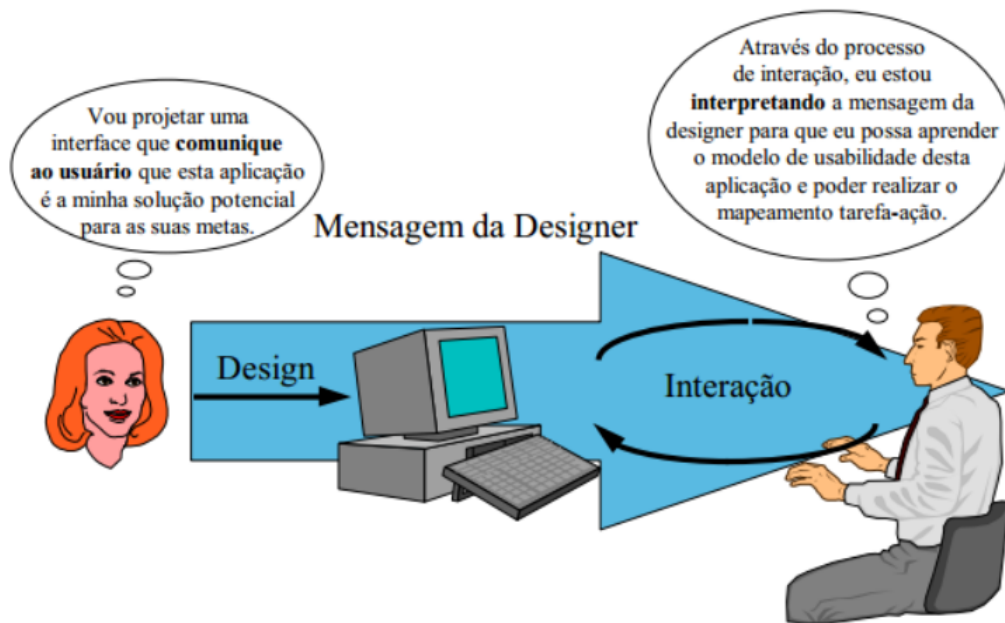 Vou projetar uma
interface que comunique
ao usuário que esta aplicação
é a minha solução potencial
para as suas metas.
Através do processo
de interação, eu estou
interpretando a mensagem da
designer para que eu possa aprender
o modelo de usabilidade desta
aplicação e poder realizar o
mapeamento tarefa-ação.
Mensagem da Designer
Design
Interação